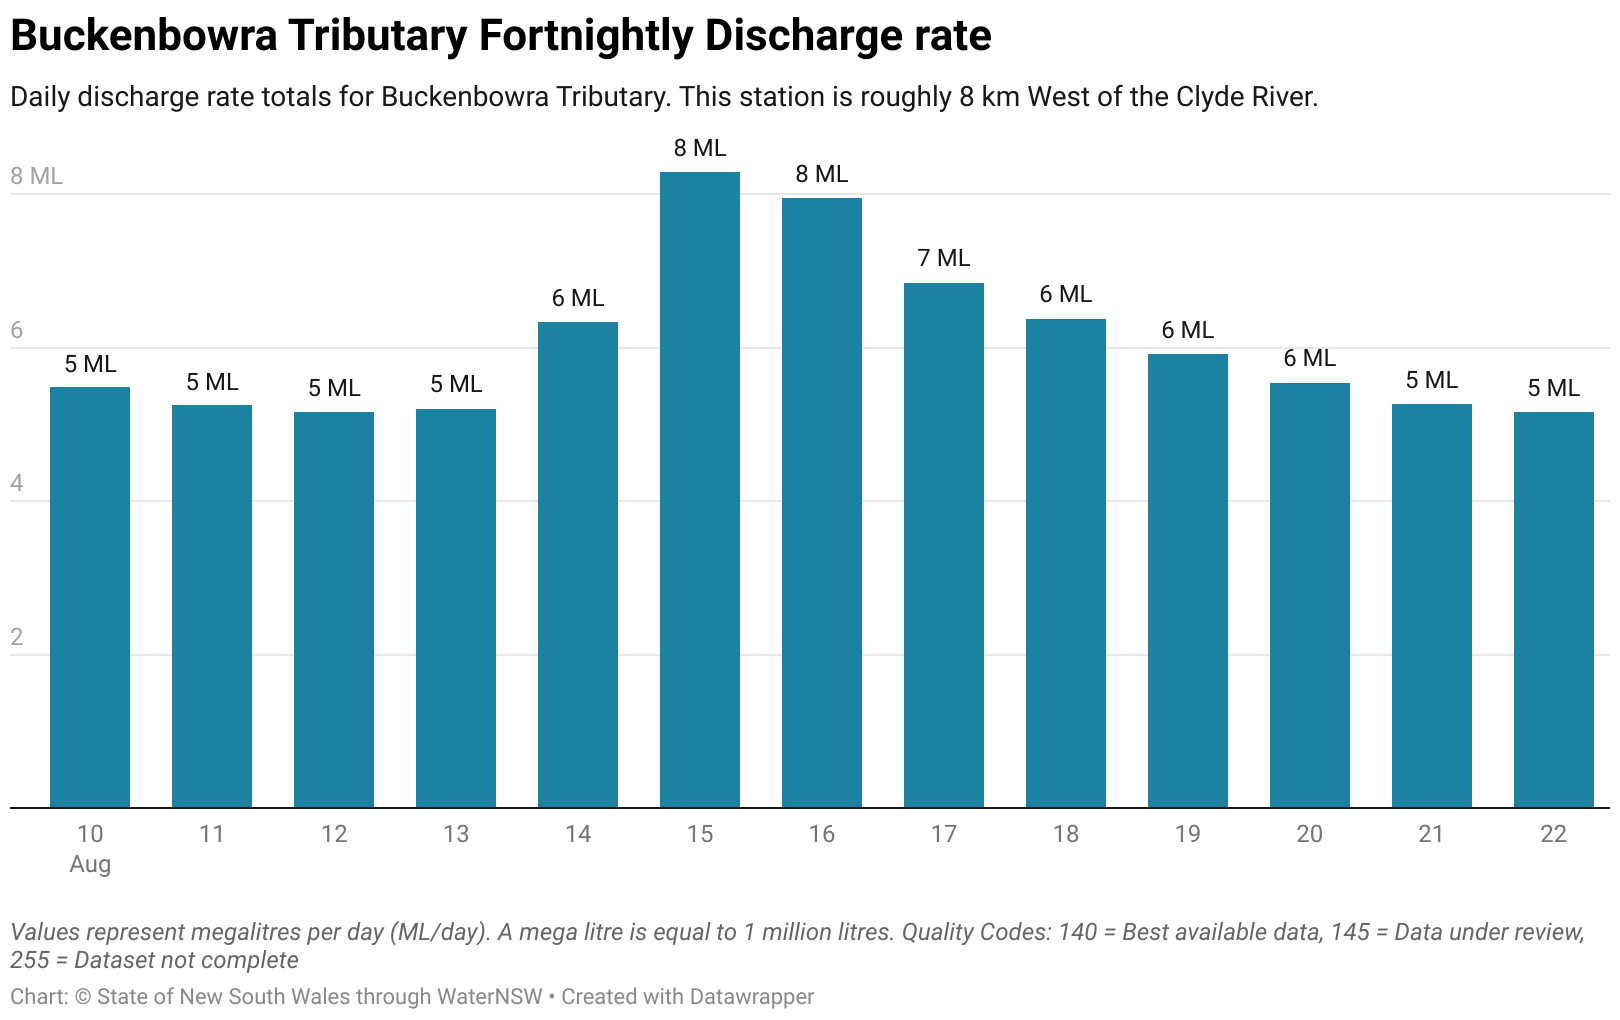 Buckenbowra Tributary Fortnightly Discharge rate
Daily discharge rate totals for Buckenbowra Tributary. This station is roughly 8 km West of the Clyde River.
8 ML
6
4
2
5 ML
5 ML
5 ML
5 ML
6 ML
8 ML
8 ML
7 ML
6 ML
6 ML
6 ML
5 ML
5 ML
10 11 12 13 14 15 16 17 18 19 20 21 22
Aug
Values represent megalitres per day (ML/day). A mega litre is equal to 1 million litres. Quality Codes: 140 = Best available data, 145 = Data under review,
255 = Dataset not complete
Chart: © State of New South Wales through WaterNSW • Created with Datawrapper